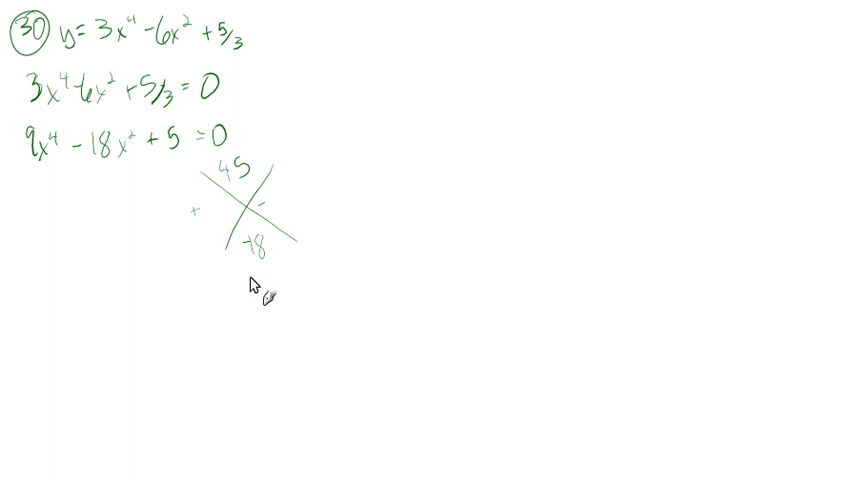 30 y = 3x⁴ - 6x² + 5/3
3x⁴ - 6x² + 5/3 = 0
9x⁴ - 18x² + 5 = 0
45
+ -
-18